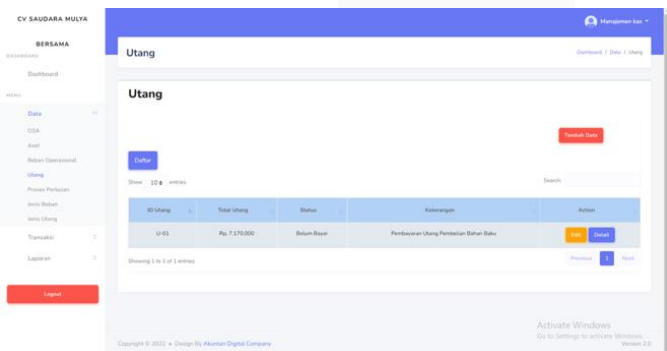 CV SAUDARA MULYA
BERSAMA
Manajemen kas
DASHBOARD
Dashboard
MENU
Data
COA
Aset
Beban Operasional
Utang
Proses Perbulan
Jenis Beban
Jenis Utang
Transaksi
Laporan
Logout
Utang
Dashboard / Data / Utang
Utang
Tambah Data
Daftar
Show 10 entries
Search:
ID Utang Total Utang Status Keterangan Action
U-01 Rp. 7.170.000 Belum Bayar Pembayaran Utang Pembelian Bahan Baku Edit Detail
Showing 1 to 1 of 1 entries
Previous 1 Next
Activate Windows
Go to Settings to activate Windows.
Copyright © 2022 • Design By Akuntan Digital Company
Version 2.0